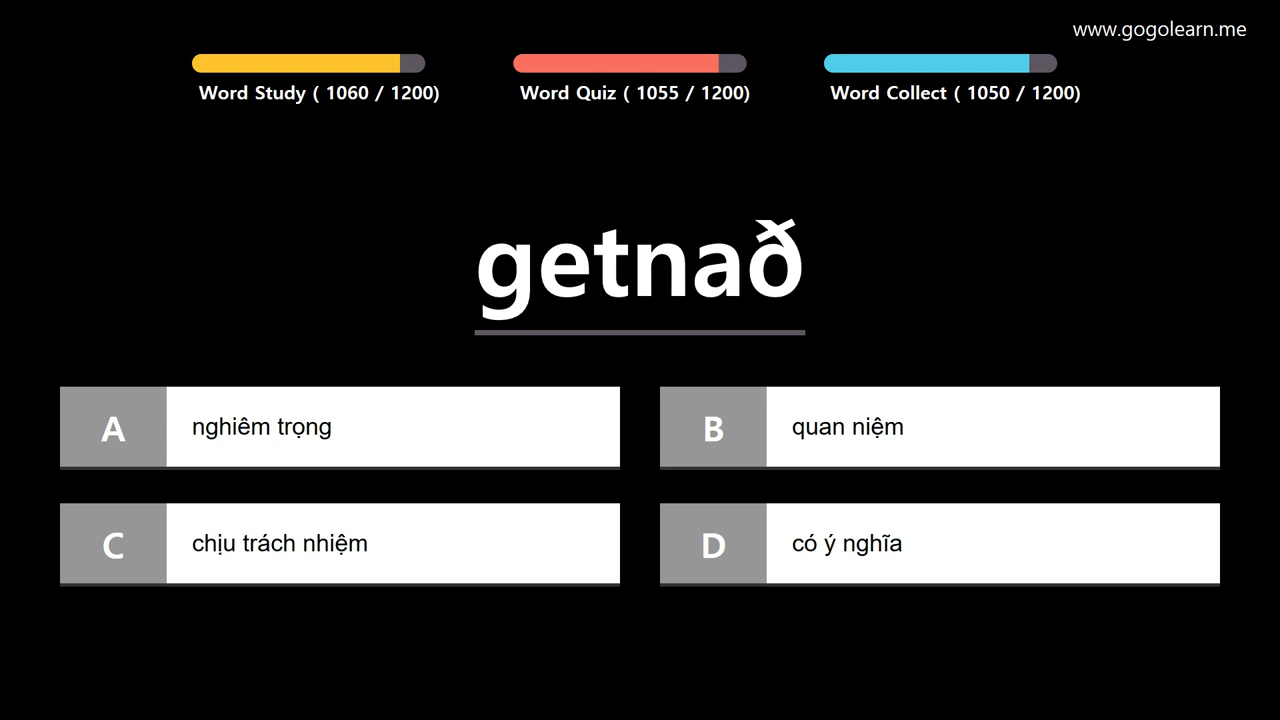 www.gogolearn.me
Word Study ( 1060 / 1200)
Word Quiz ( 1055 / 1200)
Word Collect ( 1050 / 1200)
getnað
A
nghiêm trọng
B
quan niệm
C
chịu trách nhiệm
D
có ý nghĩa